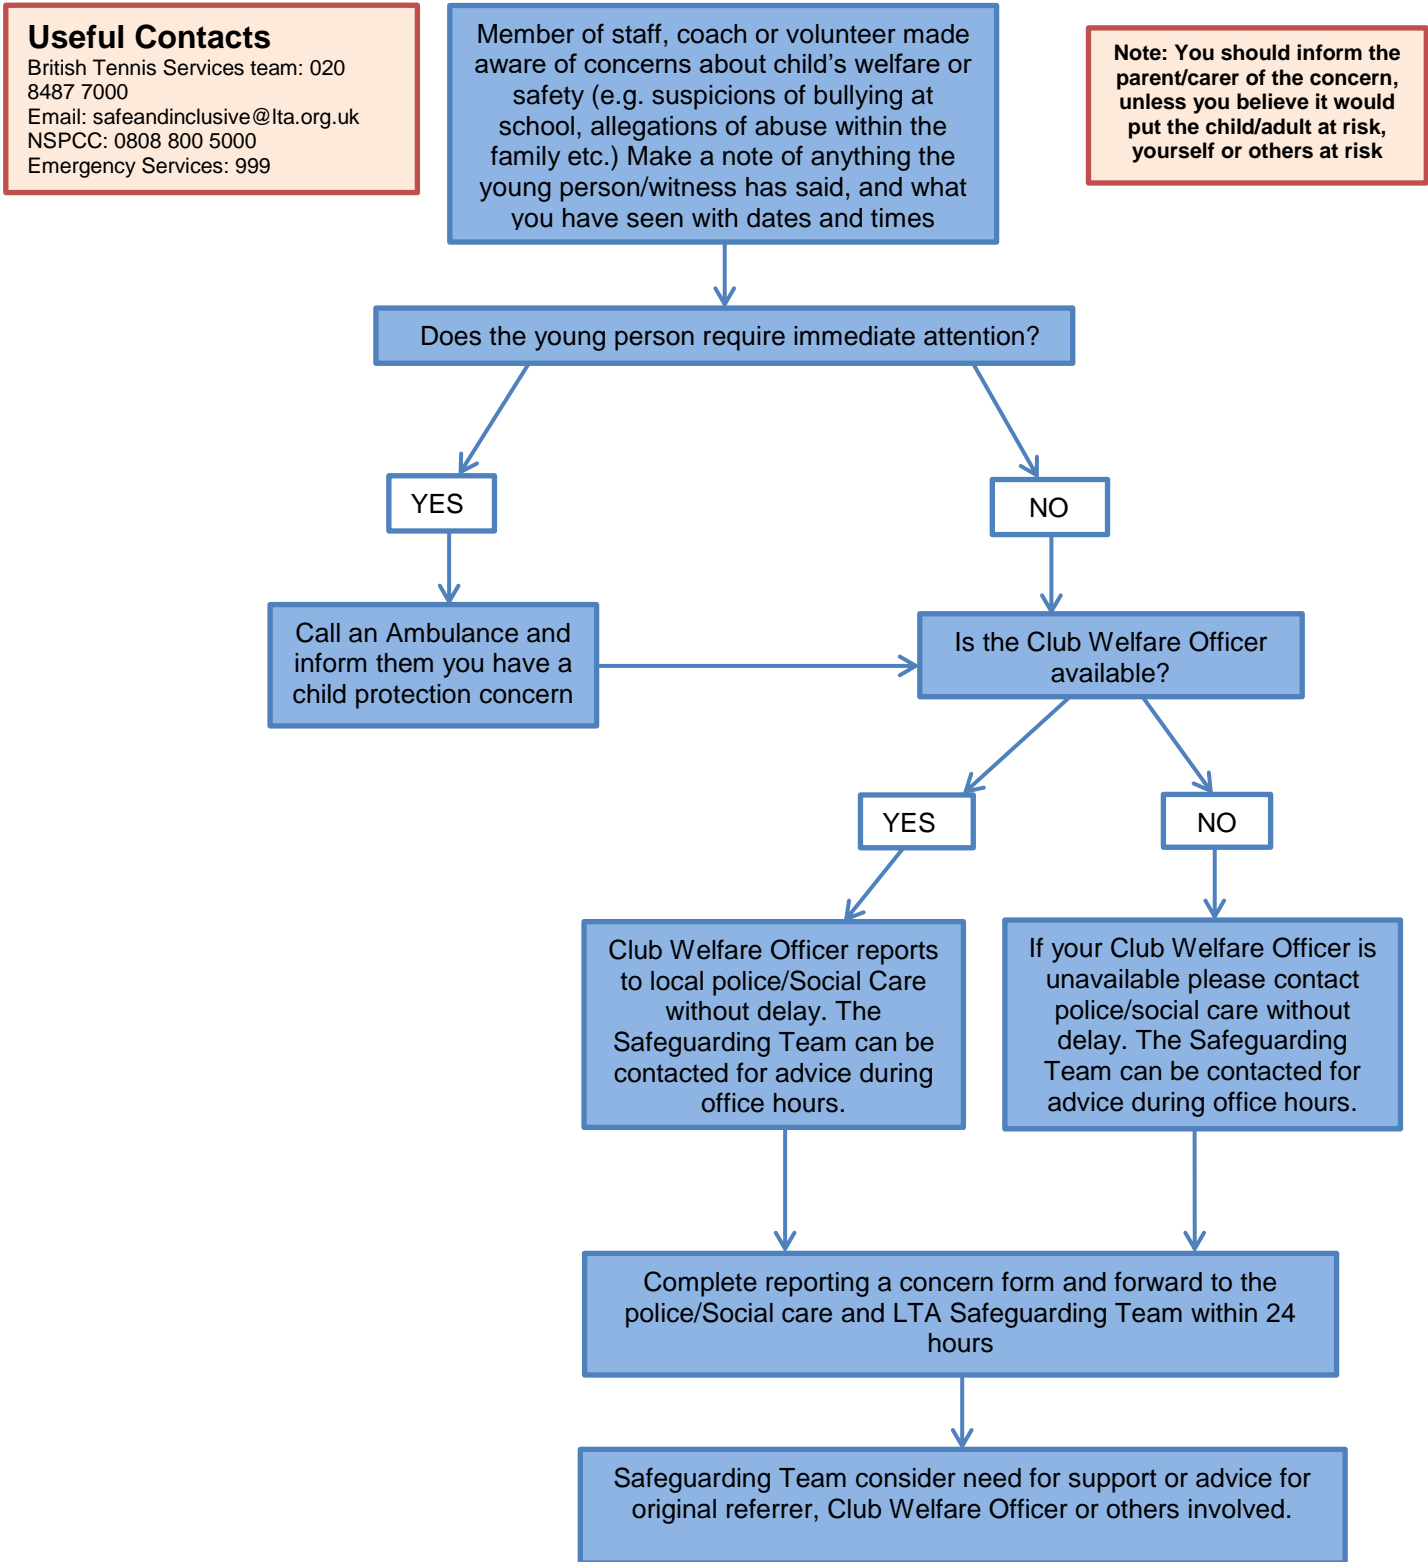 Useful Contacts
British Tennis Services team: 020
8487 7000
Email: safeandinclusive@lta.org.uk
NSPCC: 0808 800 5000
Emergency Services: 999
Member of staff, coach or volunteer made
aware of concerns about child’s welfare or
safety (e.g. suspicions of bullying at
school, allegations of abuse within the
family etc.) Make a note of anything the
young person/witness has said, and what
you have seen with dates and times
Note: You should inform the
parent/carer of the concern,
unless you believe it would
put the child/adult at risk,
yourself or others at risk
Does the young person require immediate attention?
YES
NO
Call an Ambulance and
inform them you have a
child protection concern
Is the Club Welfare Officer
available?
YES
NO
Club Welfare Officer reports
to local police/Social Care
without delay. The
Safeguarding Team can be
contacted for advice during
office hours.
If your Club Welfare Officer is
unavailable please contact
police/social care without
delay. The Safeguarding
Team can be contacted for
advice during office hours.
Complete reporting a concern form and forward to the
police/Social care and LTA Safeguarding Team within 24
hours
Safeguarding Team consider need for support or advice for
original referrer, Club Welfare Officer or others involved.